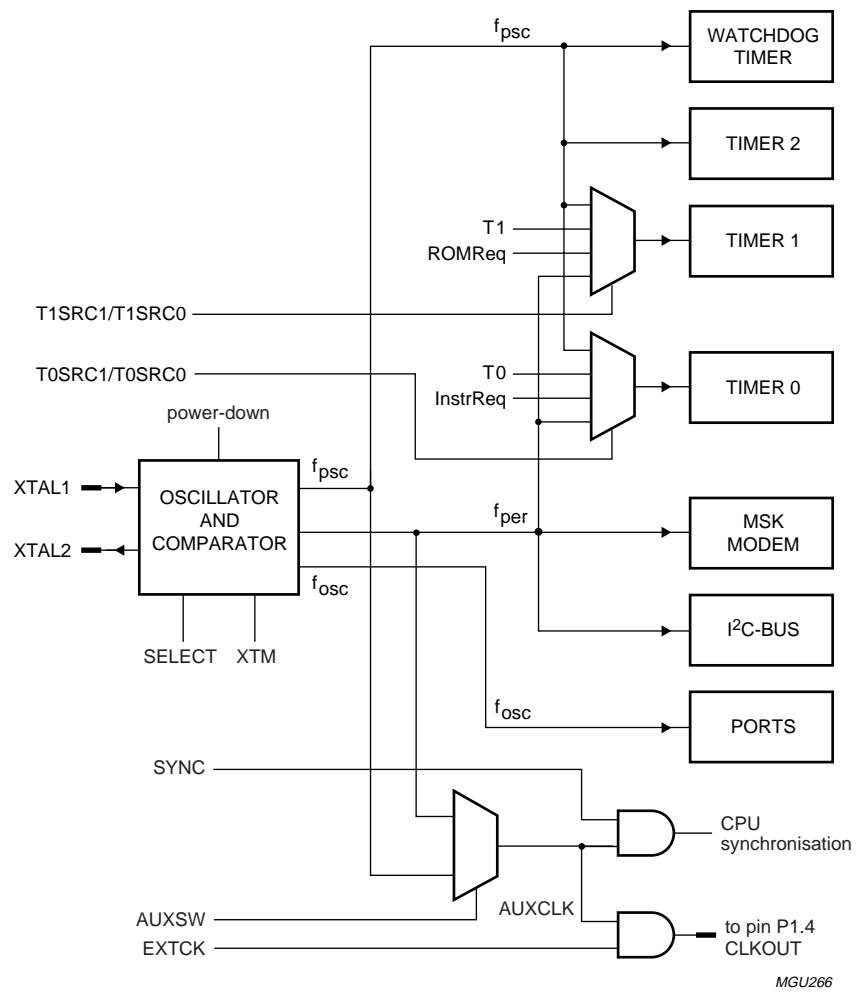 fpsc
WATCHDOG
TIMER
TIMER 2
T1
ROMReq
TIMER 1
T1SRC1/T1SRC0
T0SRC1/T0SRC0
T0
InstrReq
TIMER 0
power-down
fpsc
XTAL1
OSCILLATOR
AND
COMPARATOR
XTAL2
fper
MSK
MODEM
fosc
I2C-BUS
SELECT
XTM
fosc
PORTS
SYNC
CPU
synchronisation
AUXSW
AUXCLK
EXTCK
to pin P1.4
CLKOUT
MGU266